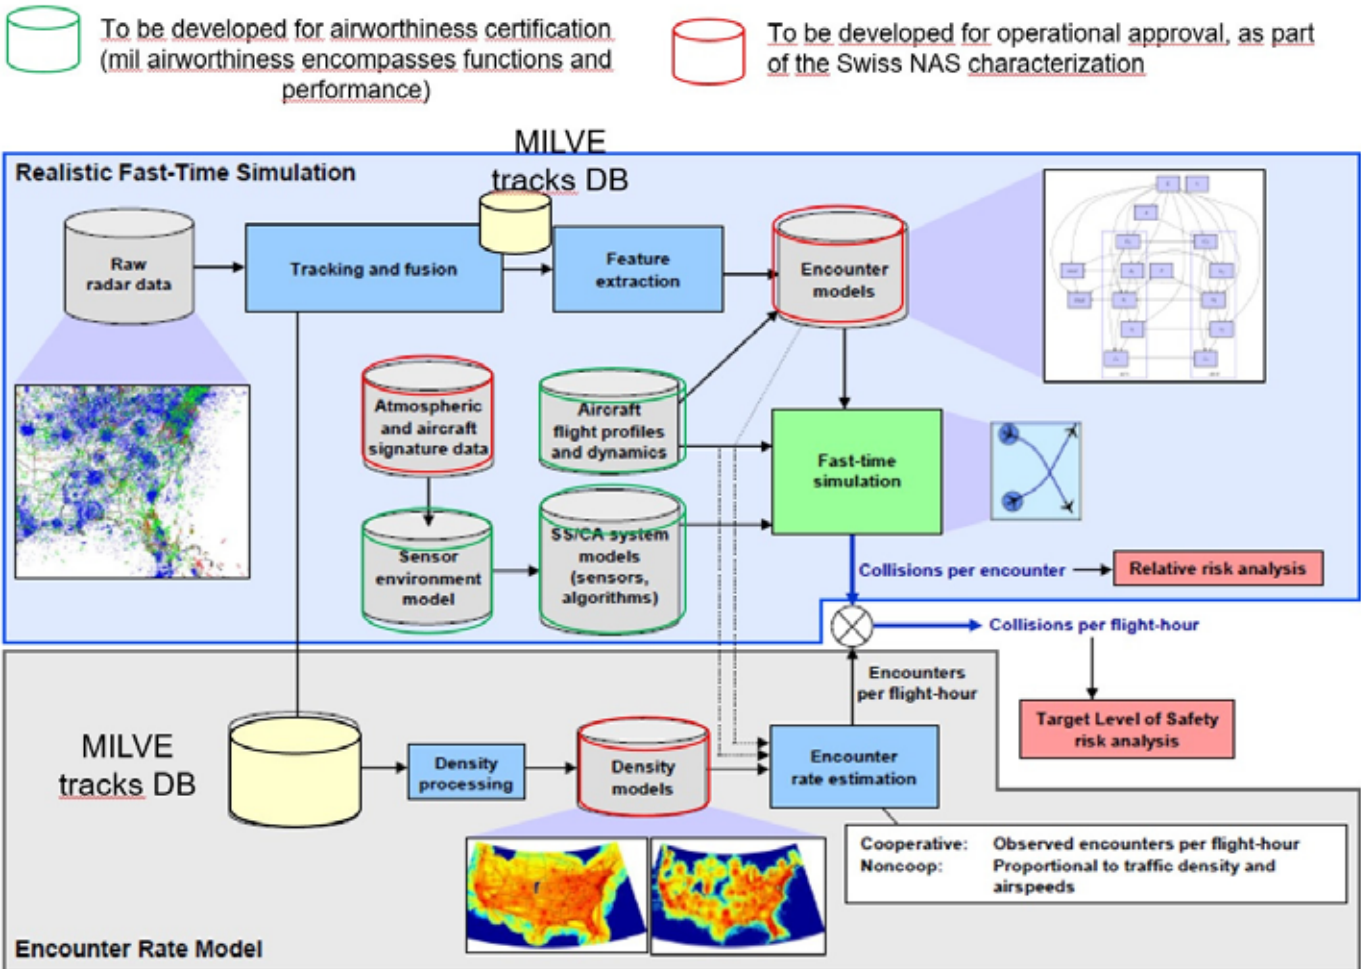 To be developed for airworthiness certification
(mil airworthiness encompasses functions and
performance)
To be developed for operational approval, as part
of the Swiss NAS characterization
MILVE
tracks DB
Realistic Fast-Time Simulation
Raw
radar data
Tracking and fusion
Feature
extraction
Encounter
models
Atmospheric
and aircraft
signature data
Aircraft
flight profiles
and dynamics
Fast-time
simulation
Sensor
environment
model
SS/CA system
models
(sensors,
algorithms)
Collisions per encounter
Relative risk analysis
Collisions per flight-hour
Encounters
per flight-hour
Target Level of Safety
risk analysis
MILVE
tracks DB
Density
processing
Density
models
Encounter
rate estimation
Cooperative: Observed encounters per flight-hour
Noncoop: Proportional to traffic density and
airspeeds
Encounter Rate Model